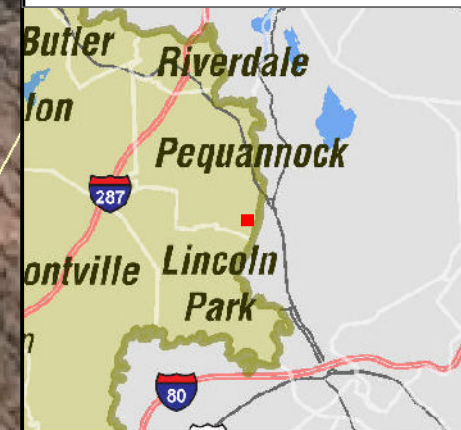 Butler
Riverdale
lon
Pequannock
287
ontville
Lincoln
Park
n
80